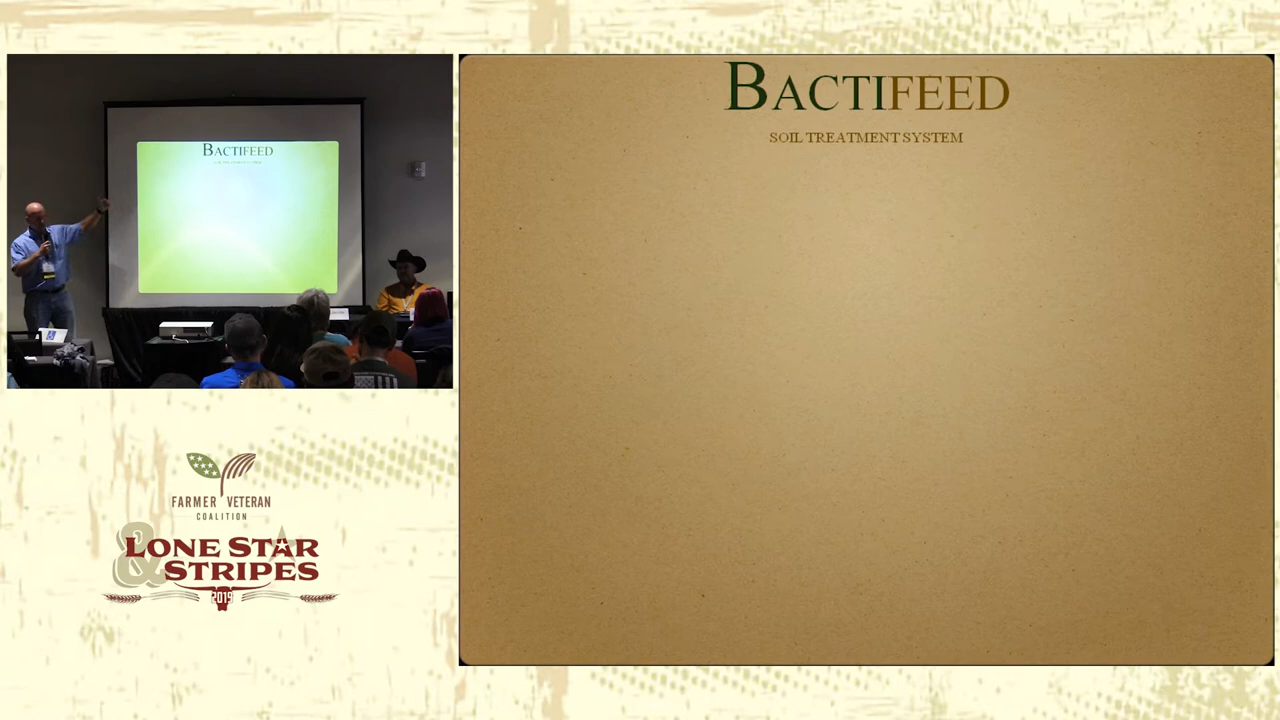 BACTIFEED
BACTIFEED
SOIL TREATMENT SYSTEM
FARMER VETERAN
COALITION
&
LONE STAR
STRIPES
2019